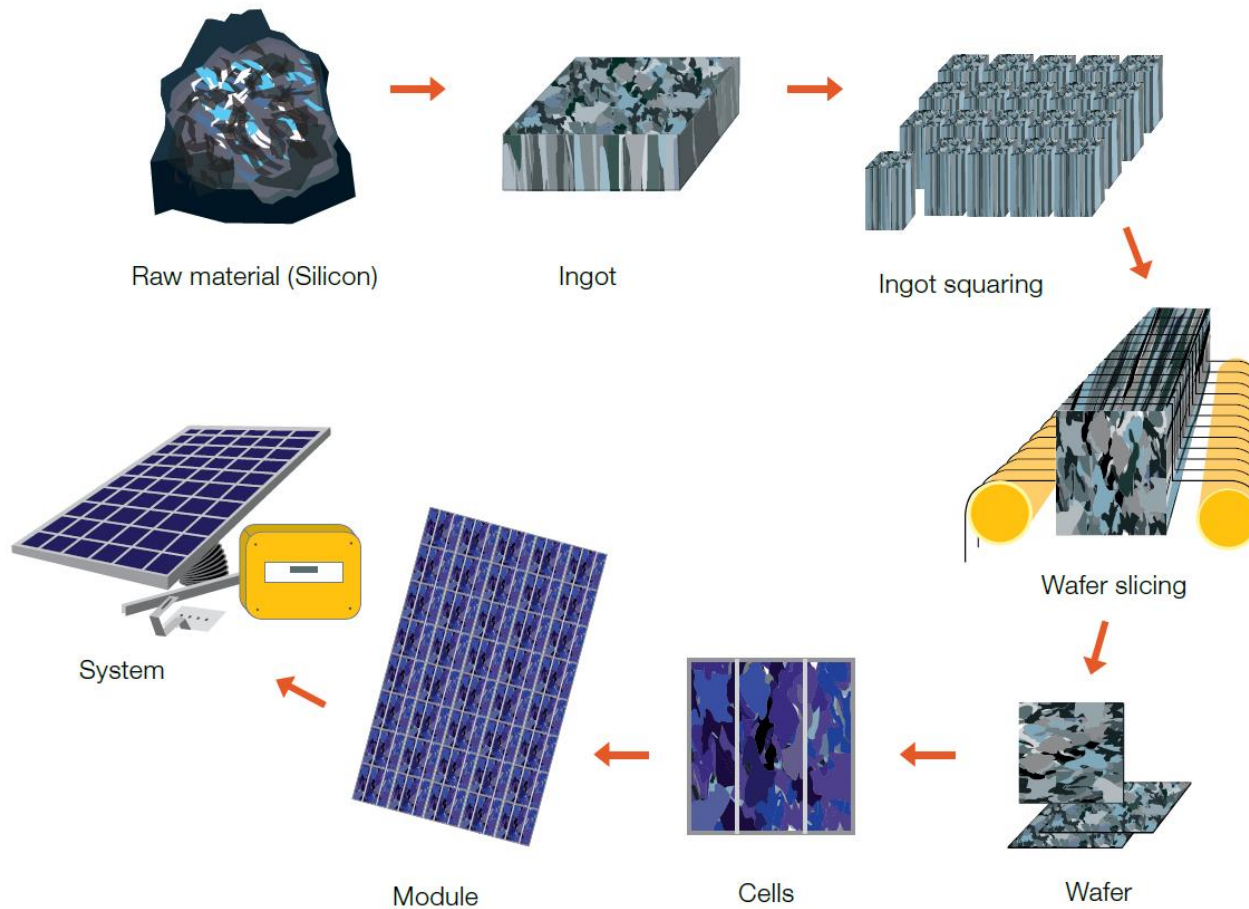 Raw material (Silicon)
Ingot
Ingot squaring
Wafer slicing
Wafer
Cells
Module
System